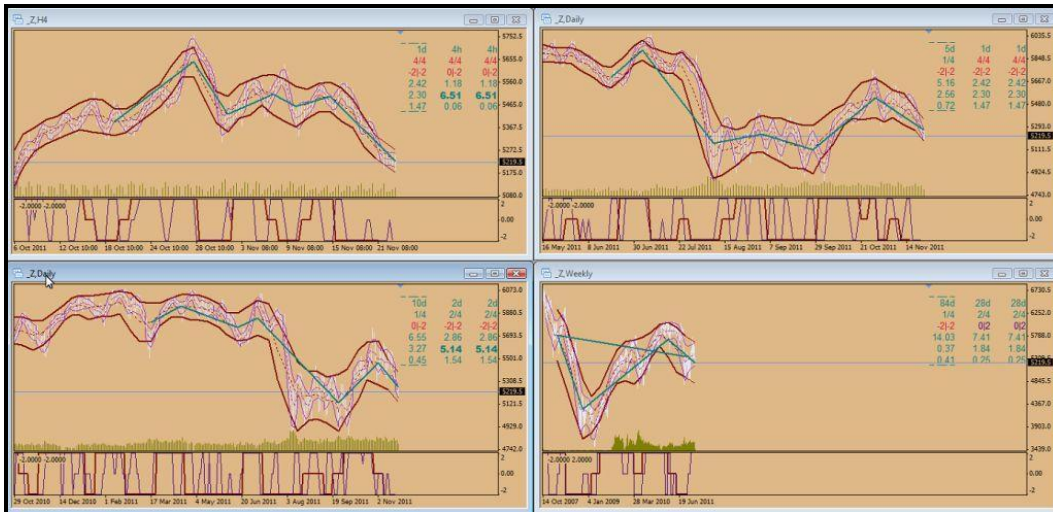 _Z,H4
1d 4h 4h
4/4 4/4 4/4
-2|-2 0|-2 0|-2
2.42 1.18 1.18
2.30 6.51 6.51
1.47 0.06 0.06
5752.5
5655.0
5560.0
5465.0
5367.5
5272.5
5219.5
5175.0
5080.0
-2.0000 -2.0000
2
0.00
-2
6 Oct 2011 12 Oct 10:00 18 Oct 10:00 24 Oct 10:00 28 Oct 10:00 3 Nov 08:00 9 Nov 08:00 15 Nov 08:00 21 Nov 08:00
_Z,Daily
5d 1d 1d
1/4 4/4 4/4
-2|-2 -2|-2 -2|-2
5.16 2.42 2.42
2.56 2.30 2.30
0.72 1.47 1.47
6035.5
5848.0
5667.0
5480.0
5293.0
5219.5
5111.5
4924.5
4743.0
-2.0000 -2.0000
2
0.00
-2
16 May 2011 8 Jun 2011 30 Jun 2011 22 Jul 2011 15 Aug 2011 7 Sep 2011 29 Sep 2011 21 Oct 2011 14 Nov 2011
_Z,Daily
10d 2d 2d
1/4 2/4 2/4
0|-2 -2|-2 -2|-2
6.55 2.86 2.86
3.27 5.14 5.14
0.45 1.54 1.54
6073.0
5880.5
5693.5
5501.0
5308.5
5219.5
5121.5
4929.0
4742.0
-2.0000 -2.0000
2
0.00
-2
29 Oct 2010 14 Dec 2010 1 Feb 2011 17 Mar 2011 4 May 2011 20 Jun 2011 3 Aug 2011 19 Sep 2011 2 Nov 2011
_Z,Weekly
84d 28d 28d
1/4 2/4 2/4
-2|-2 0|2 0|2
14.03 7.41 7.41
0.37 1.84 1.84
0.41 0.25 0.25
6730.5
6252.0
5788.0
5219.5
4845.5
4367.0
3903.0
3439.0
-2.0000 2.0000
2
0.00
-2
14 Oct 2007 4 Jan 2009 28 Mar 2010 19 Jun 2011